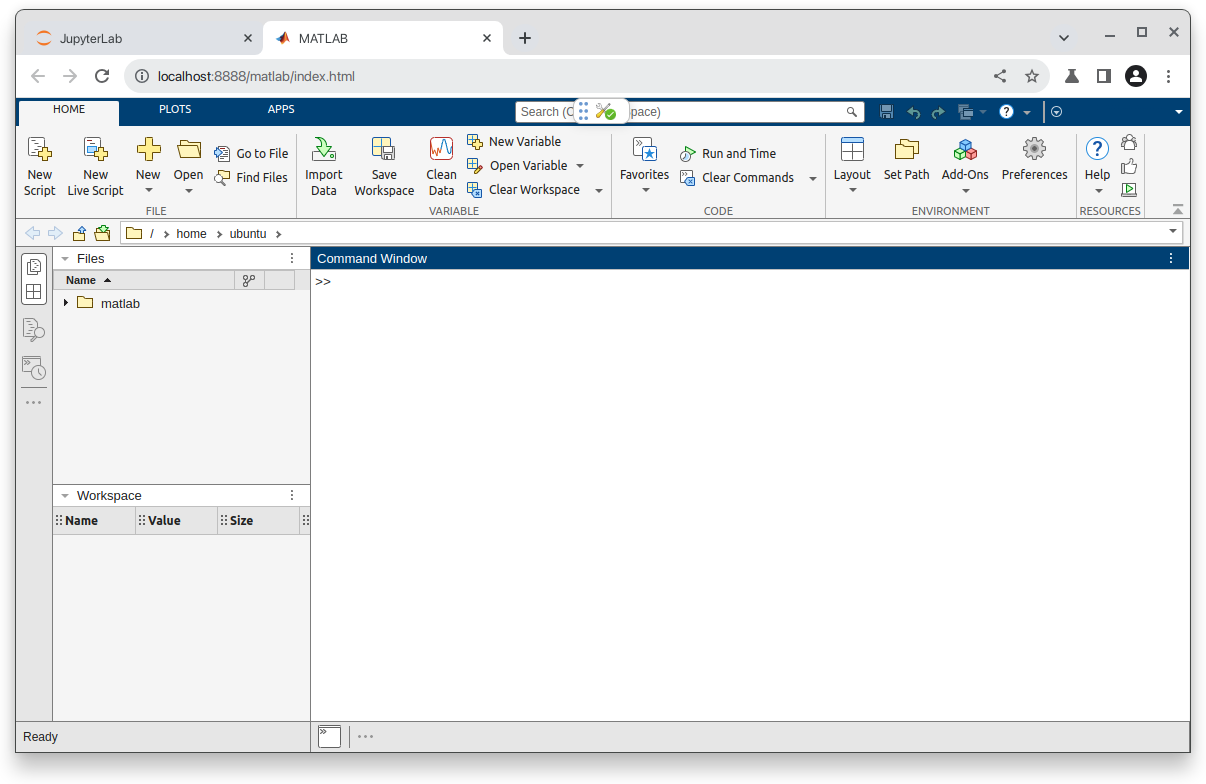 JupyterLab
MATLAB
localhost:8888/matlab/index.html
HOME PLOTS APPS
Search (C pace)
New Script
New Live Script
New
Open
Go to File
Find Files
FILE
Import Data
Save Workspace
Clean Data
New Variable
Open Variable
Clear Workspace
VARIABLE
Favorites
Run and Time
Clear Commands
CODE
Layout
Set Path
Add-Ons
Preferences
ENVIRONMENT
Help
RESOURCES
/ home ubuntu
Files
Name
matlab
Workspace
Name Value Size
Command Window
>>
Ready